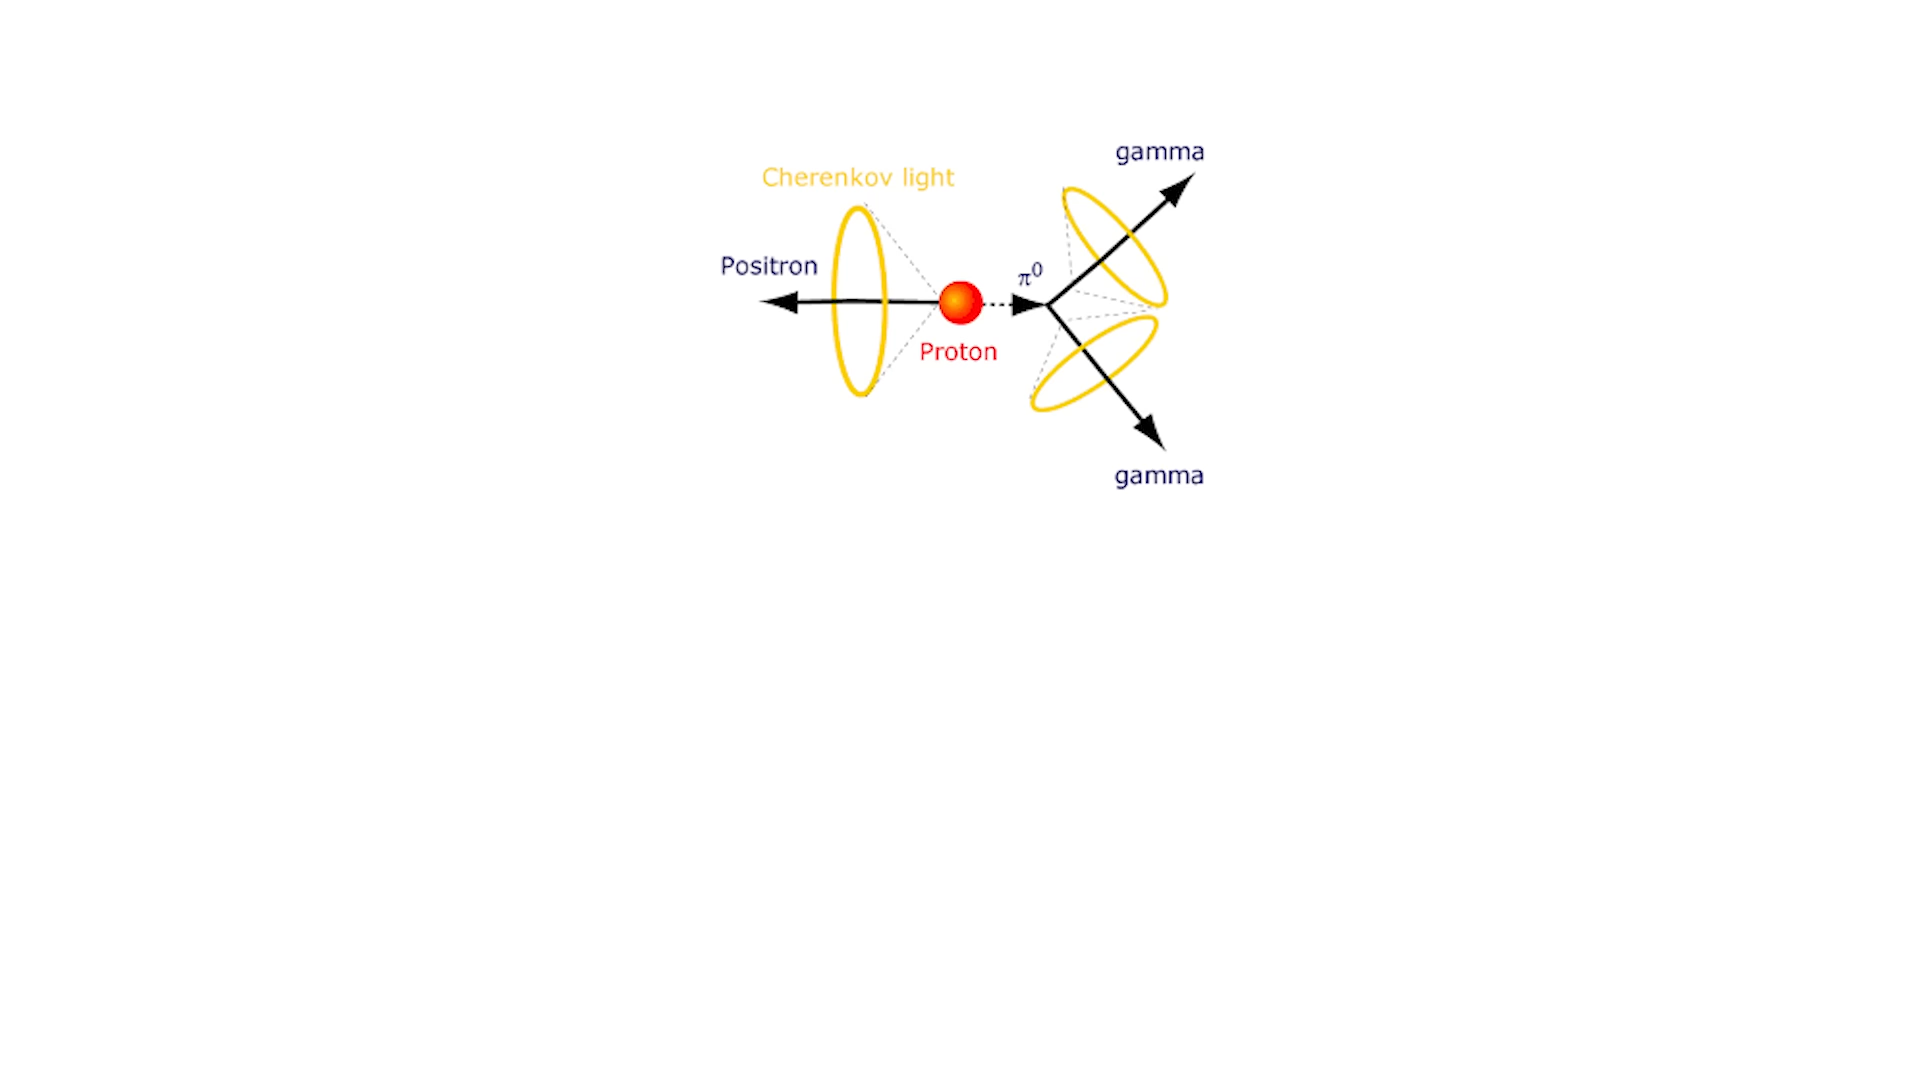 gamma
Cherenkov light
Positron
π⁰
Proton
gamma